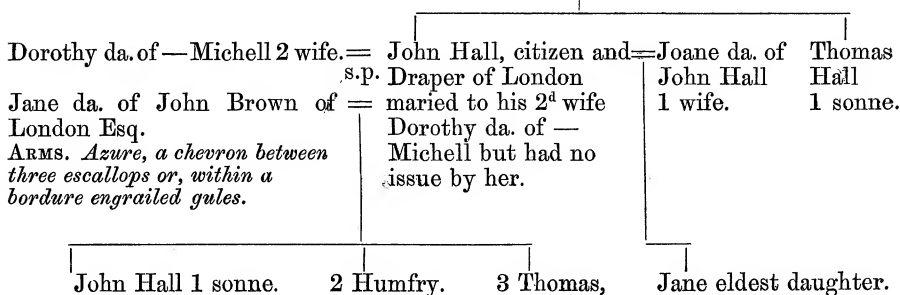 Dorothy da. of — Michell 2 wife. =
s.p.
Jane da. of John Brown of =
London Esq.
ARMS. Azure, a chevron between
three escallops or, within a
bordure engrailed gules.
John Hall, citizen and =
Draper of London
maried to his 2d wife
Dorothy da. of —
Michell but had no
issue by her.
Joane da. of
John Hall
1 wife.
Thomas
Hall
1 sonne.
John Hall 1 sonne.
2 Humfry.
3 Thomas,
Jane eldest daughter.